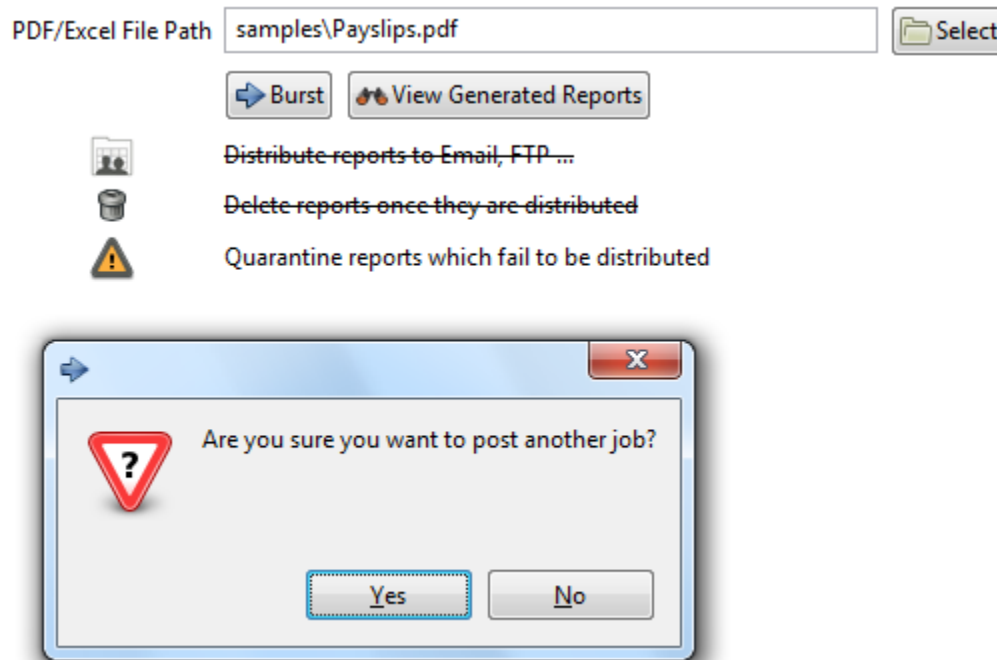 PDF/Excel File Path samples\Payslips.pdf Select
Burst View Generated Reports
Distribute reports to Email, FTP ...
Delete reports once they are distributed
Quarantine reports which fail to be distributed
Are you sure you want to post another job?
Yes No